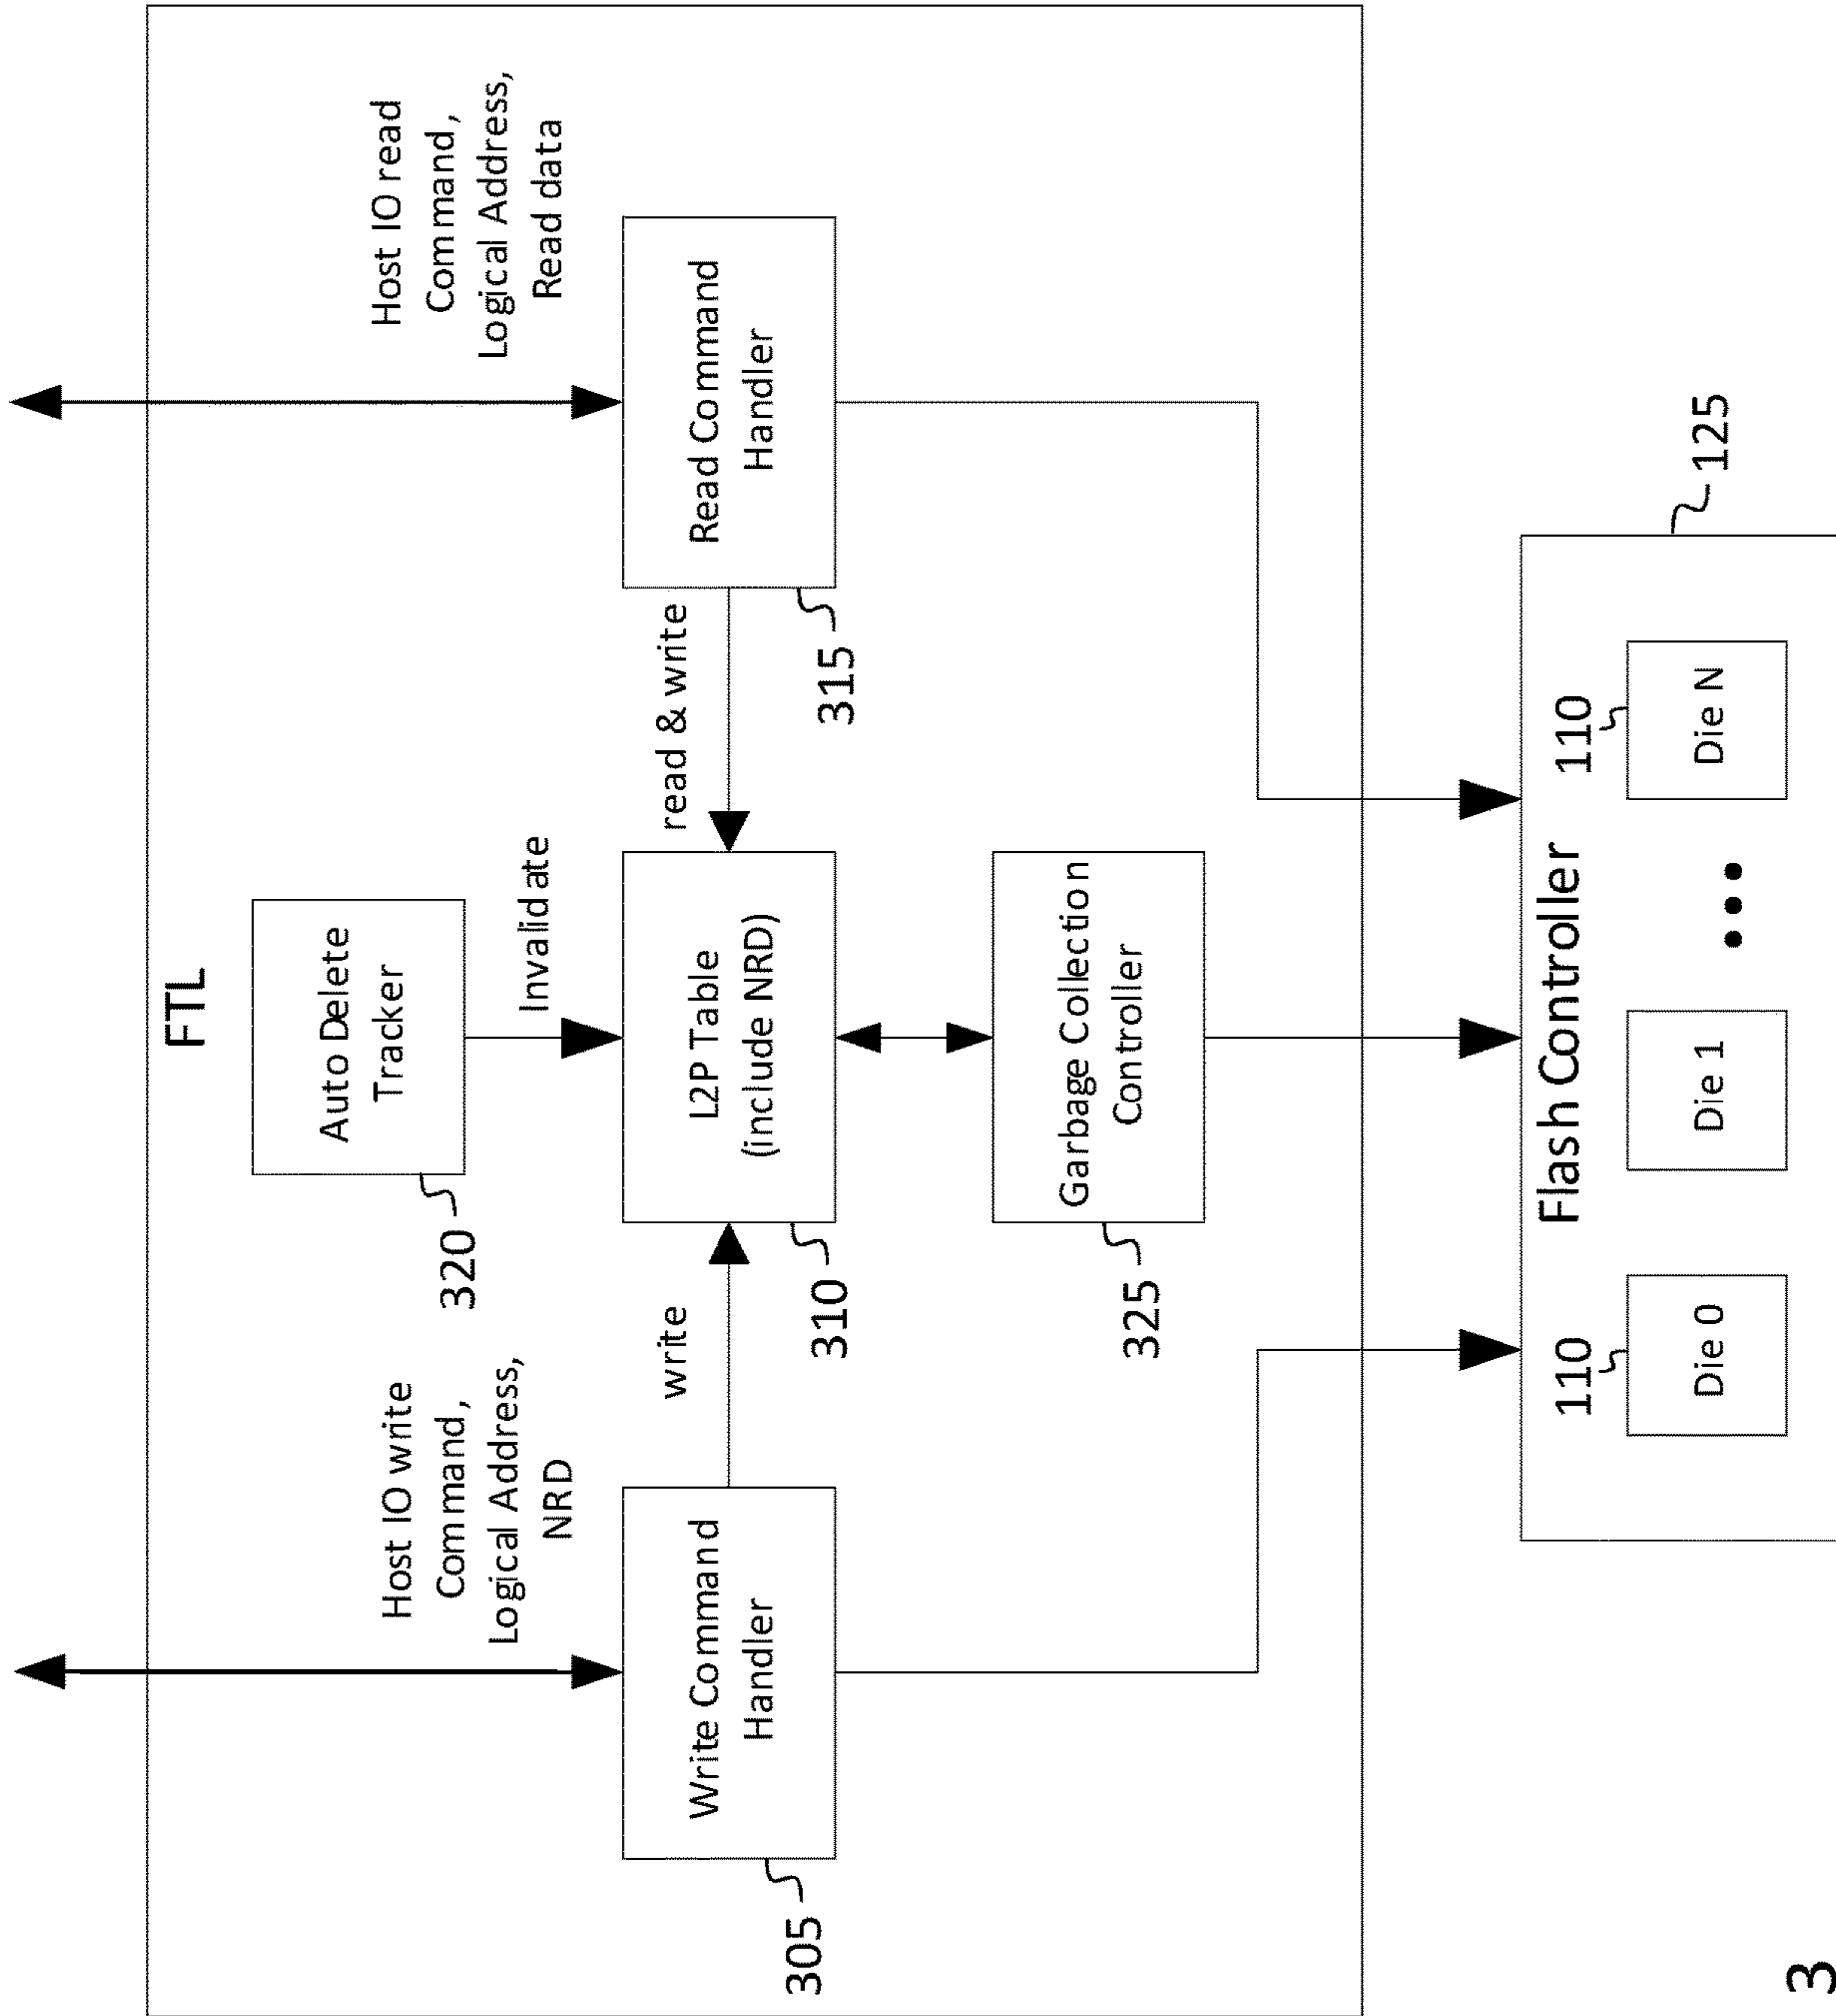 Host IO write
Command,
Logical Address,
NRD
Host IO read
Command,
Logical Address,
Read data
FTL
Auto Delete
Tracker
320
Invalidate
Write Command
Handler
305
write
L2P Table
(include NRD)
310
read & write
Read Command
Handler
315
Garbage Collection
Controller
325
Flash Controller
125
110
Die 0
Die 1
•••
110
Die N
3